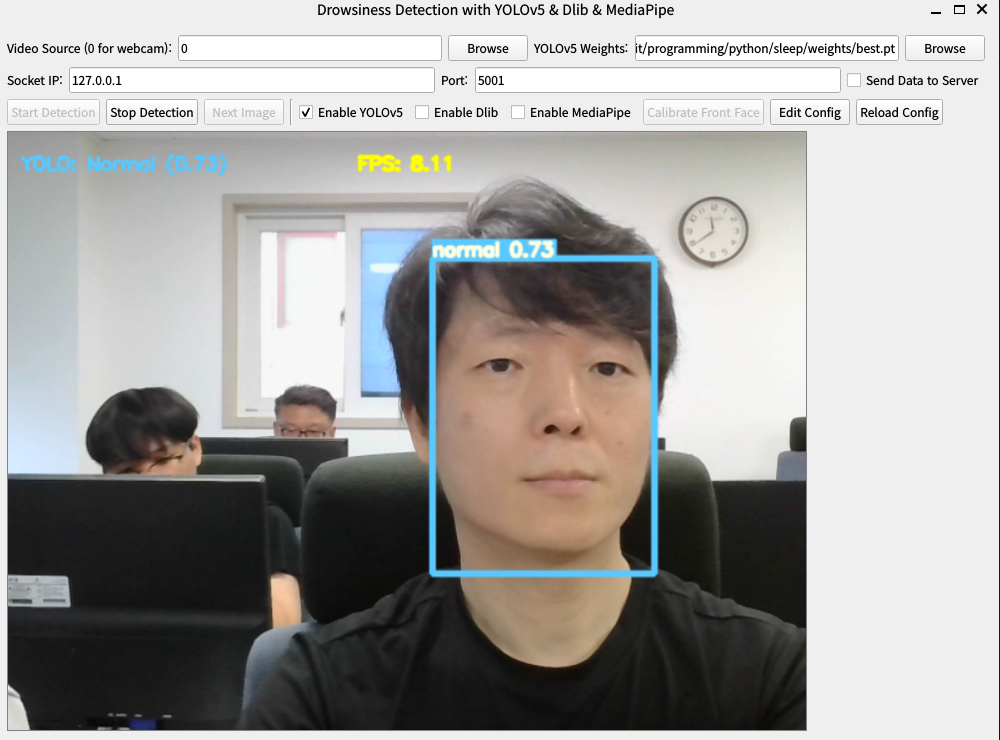 Drowsiness Detection with YOLOv5 & Dlib & MediaPipe
Video Source (0 for webcam): 0 Browse YOLOv5 Weights: it/programming/python/sleep/weights/best.pt Browse
Socket IP: 127.0.0.1 Port: 5001 Send Data to Server
Start Detection Stop Detection Next Image Enable YOLOv5 Enable Dlib Enable MediaPipe Calibrate Front Face Edit Config Reload Config
YOLO: Normal (0.73) FPS: 8.11
normal 0.73